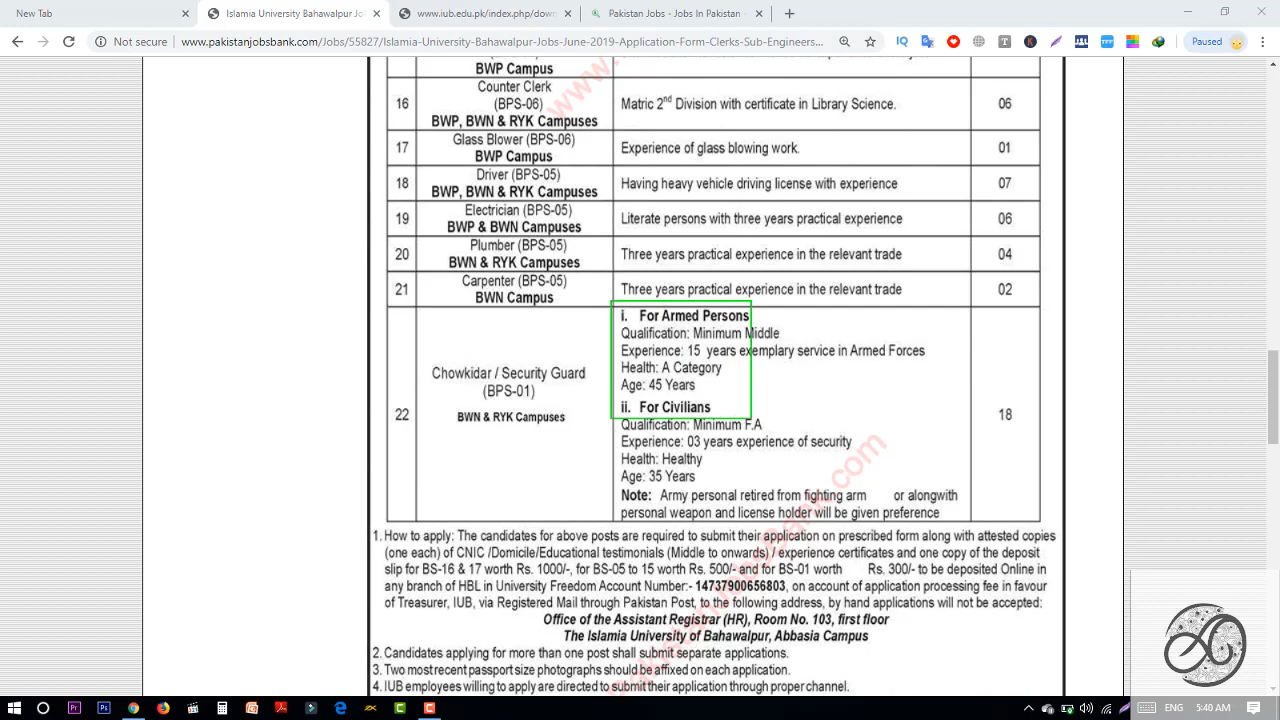 New Tab
Islamia University Bahawalpur Jo
www.iub.edu.pk/index.php/down
Pakistan Jobs - Jobs In Pakistan -
Not secure
www.pakistanjobsbank.com/Jobs/55827/Islamia-University-Bahawalpur-Jobs-June-2019-Application-Form-Clerks-Sub-Engineers...
IQ
Paused
BWP Campus
16
Counter Clerk
(BPS-06)
BWP, BWN & RYK Campuses
Matric 2nd Division with certificate in Library Science.
06
17
Glass Blower (BPS-06)
BWP Campus
Experience of glass blowing work.
01
18
Driver (BPS-05)
BWP, BWN & RYK Campuses
Having heavy vehicle driving license with experience
07
19
Electrician (BPS-05)
BWP & BWN Campuses
Literate persons with three years practical experience
06
20
Plumber (BPS-05)
BWN & RYK Campuses
Three years practical experience in the relevant trade
04
21
Carpenter (BPS-05)
BWN Campus
Three years practical experience in the relevant trade
02
22
Chowkidar / Security Guard
(BPS-01)
BWN & RYK Campuses
i. For Armed Persons
Qualification: Minimum Middle
Experience: 15 years exemplary service in Armed Forces
Health: A Category
Age: 45 Years
ii. For Civilians
Qualification: Minimum F.A
Experience: 03 years experience of security
Health: Healthy
Age: 35 Years
Note: Army personal retired from fighting arm or alongwith
personal weapon and license holder will be given preference
18
1. How to apply: The candidates for above posts are required to submit their application on prescribed form along with attested copies
(one each) of CNIC /Domicile/Educational testimonials (Middle to onwards) /experience certificates and one copy of the deposit
slip for BS-16 & 17 worth Rs. 1000/-, for BS-05 to 15 worth Rs. 500/- and for BS-01 worth Rs. 300/- to be deposited Online in
any branch of HBL in University Freedom Account Number:- 14737900656803, on account of application processing fee in favour
of Treasurer, IUB, via Registered Mail through Pakistan Post, to the following address, by hand applications will not be accepted:
Office of the Assistant Registrar (HR), Room No. 103, first floor
The Islamia University of Bahawalpur, Abbasia Campus
2. Candidates applying for more than one post shall submit separate applications.
3. Two most recent passport size photographs should be affixed on each application.
4. IUB employees willing to apply are directed to submit their application through proper channel.
ENG
5:40 AM